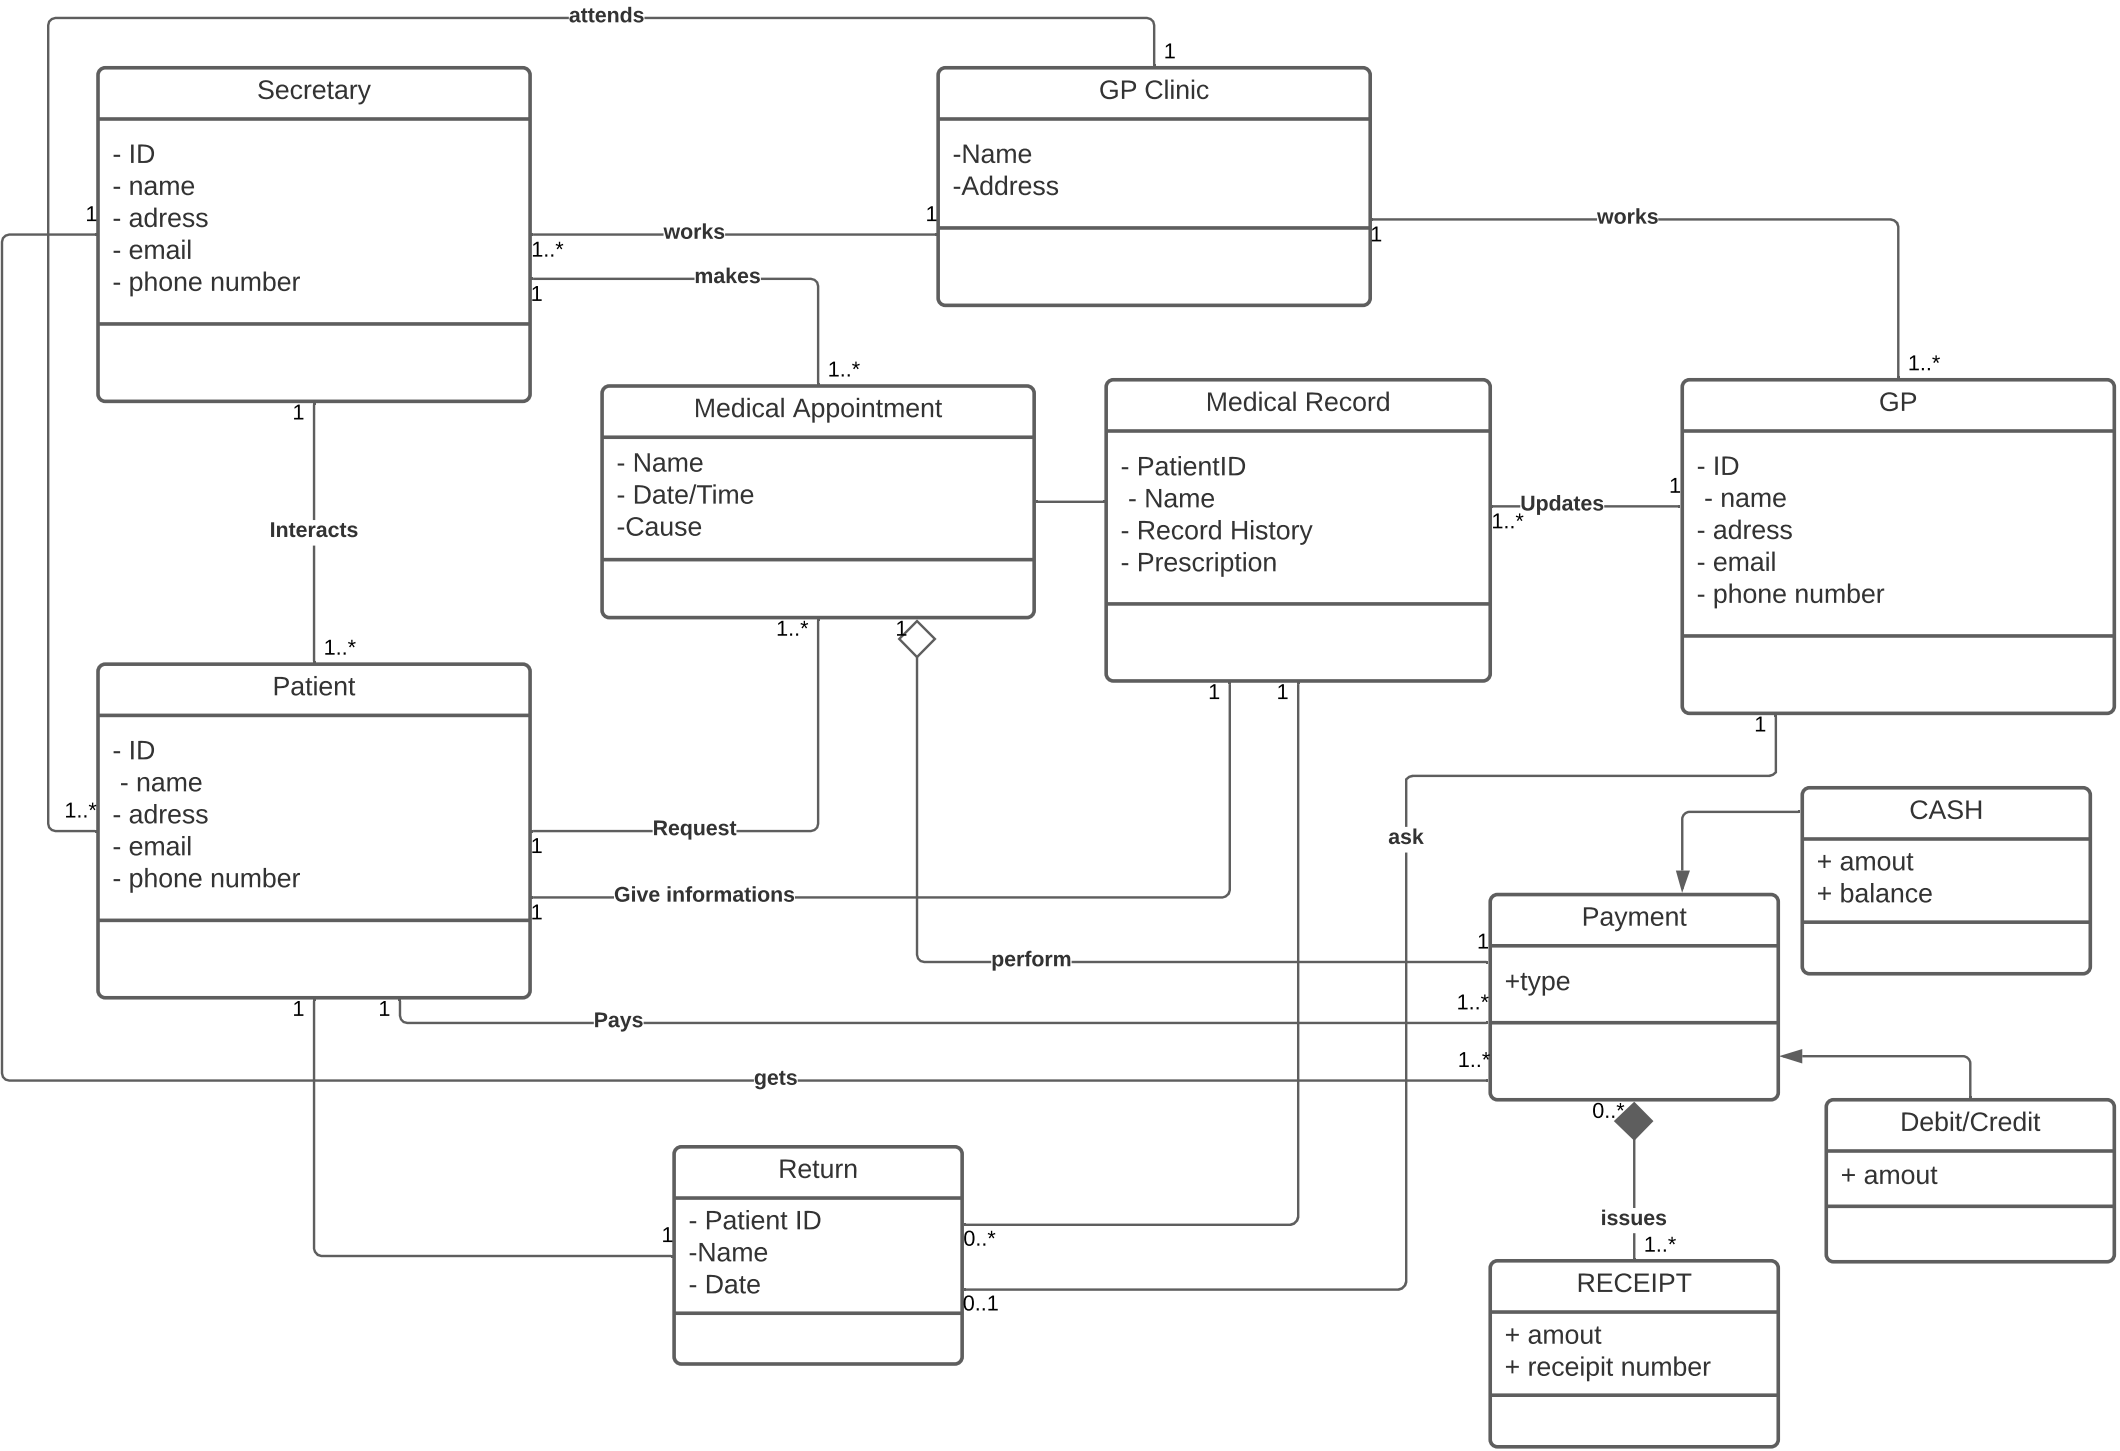 attends
1
Secretary
- ID
- name
- adress
- email
- phone number
GP Clinic
-Name
-Address
1
1..*
works
1
1
works
1..*
1
makes
1..*
1
Interacts
1..*
Medical Appointment
- Name
- Date/Time
-Cause
Medical Record
- PatientID
- Name
- Record History
- Prescription
1..*
Updates
1
GP
- ID
- name
- adress
- email
- phone number
1..*
1
1
1
1
Patient
- ID
- name
- adress
- email
- phone number
1..*
1
Request
1
Give informations
ask
CASH
+ amout
+ balance
perform
1
Payment
+type
1
1
Pays
1..*
gets
1..*
0..*
Debit/Credit
+ amout
Return
- Patient ID
-Name
- Date
1
0..*
0..1
issues
1..*
RECEIPT
+ amout
+ receipit number